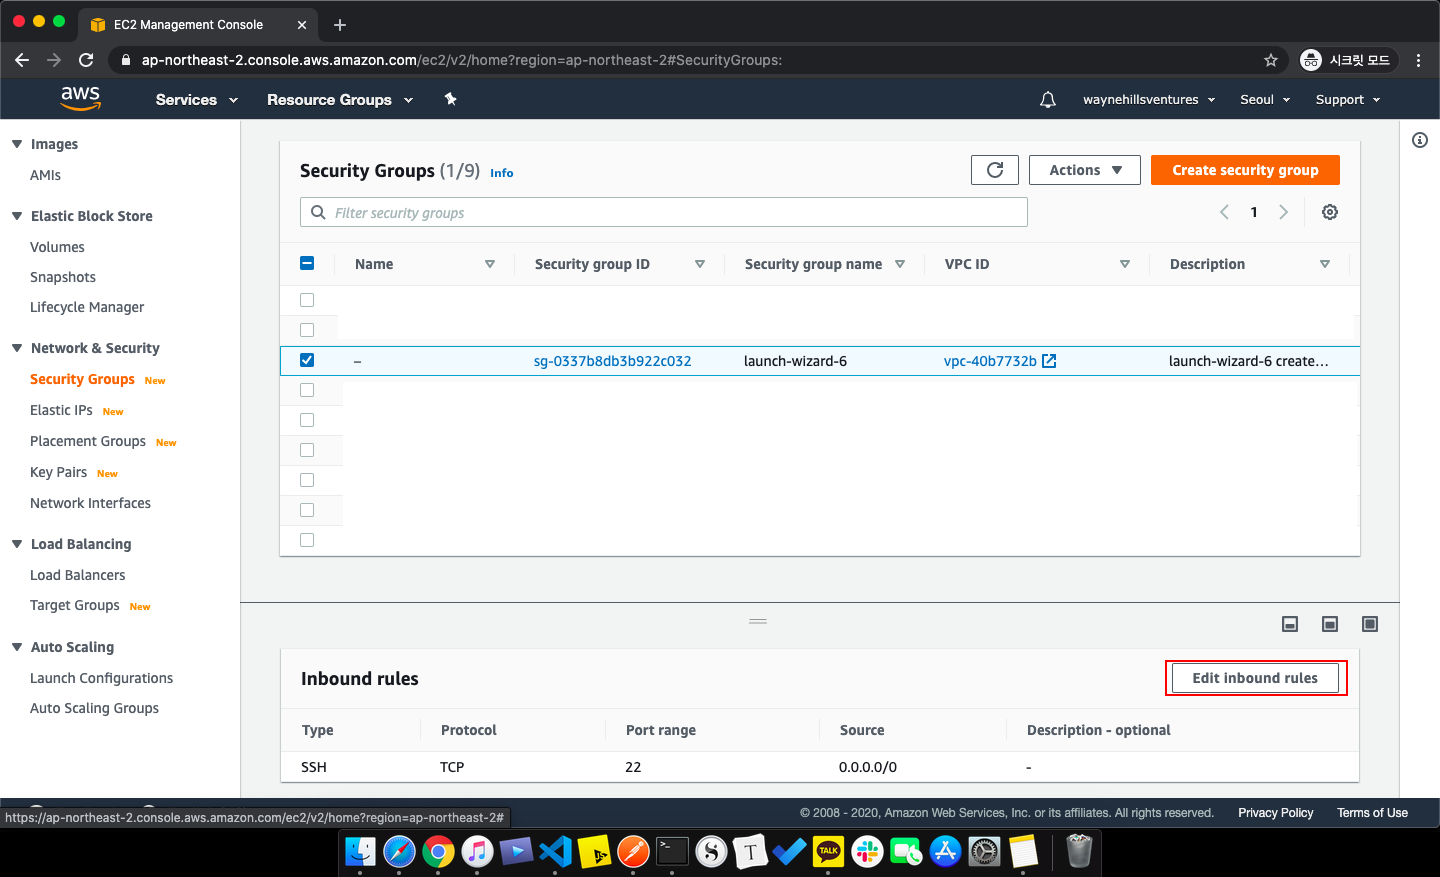 EC2 Management Console
ap-northeast-2.console.aws.amazon.com/ec2/v2/home?region=ap-northeast-2#SecurityGroups:
시크릿 모드
aws
Services
Resource Groups
waynehillsventures
Seoul
Support
Images
AMIs
Elastic Block Store
Volumes
Snapshots
Lifecycle Manager
Network & Security
Security Groups New
Elastic IPs New
Placement Groups New
Key Pairs New
Network Interfaces
Load Balancing
Load Balancers
Target Groups New
Auto Scaling
Launch Configurations
Auto Scaling Groups
Security Groups (1/9) Info
Actions
Create security group
Filter security groups
1
Name Security group ID Security group name VPC ID Description
– sg-0337b8db3b922c032 launch-wizard-6 vpc-40b7732b launch-wizard-6 create…
Inbound rules
Edit inbound rules
Type Protocol Port range Source Description - optional
SSH TCP 22 0.0.0.0/0 -
https://ap-northeast-2.console.aws.amazon.com/ec2/v2/home?region=ap-northeast-2#
© 2008 - 2020, Amazon Web Services, Inc. or its affiliates. All rights reserved.
Privacy Policy
Terms of Use
JS
S
T
TALK